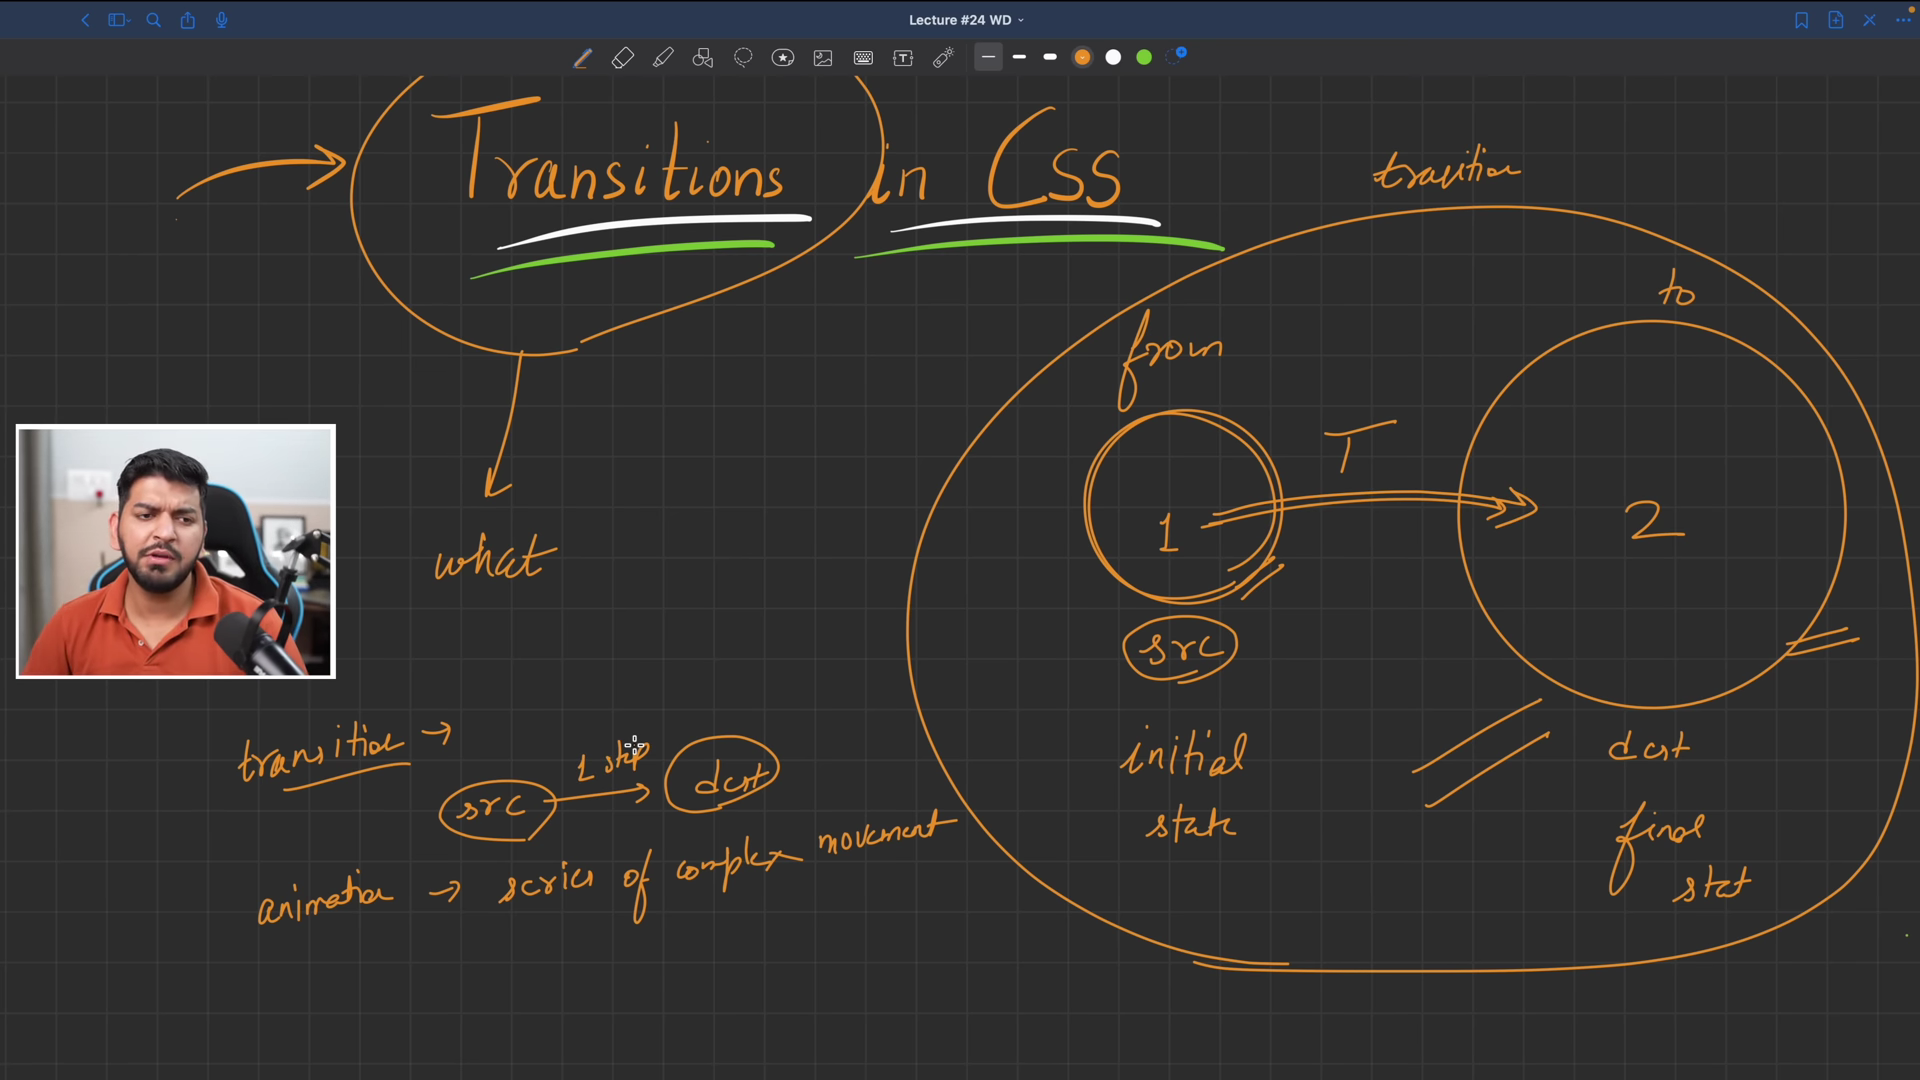 Lecture #24 WD
T
Transitions in CSS
transition
from
to
T
1
2
what
src
initial
state
dest
final
stat
transition →
src
1 step
dest
animation → series of complex movement